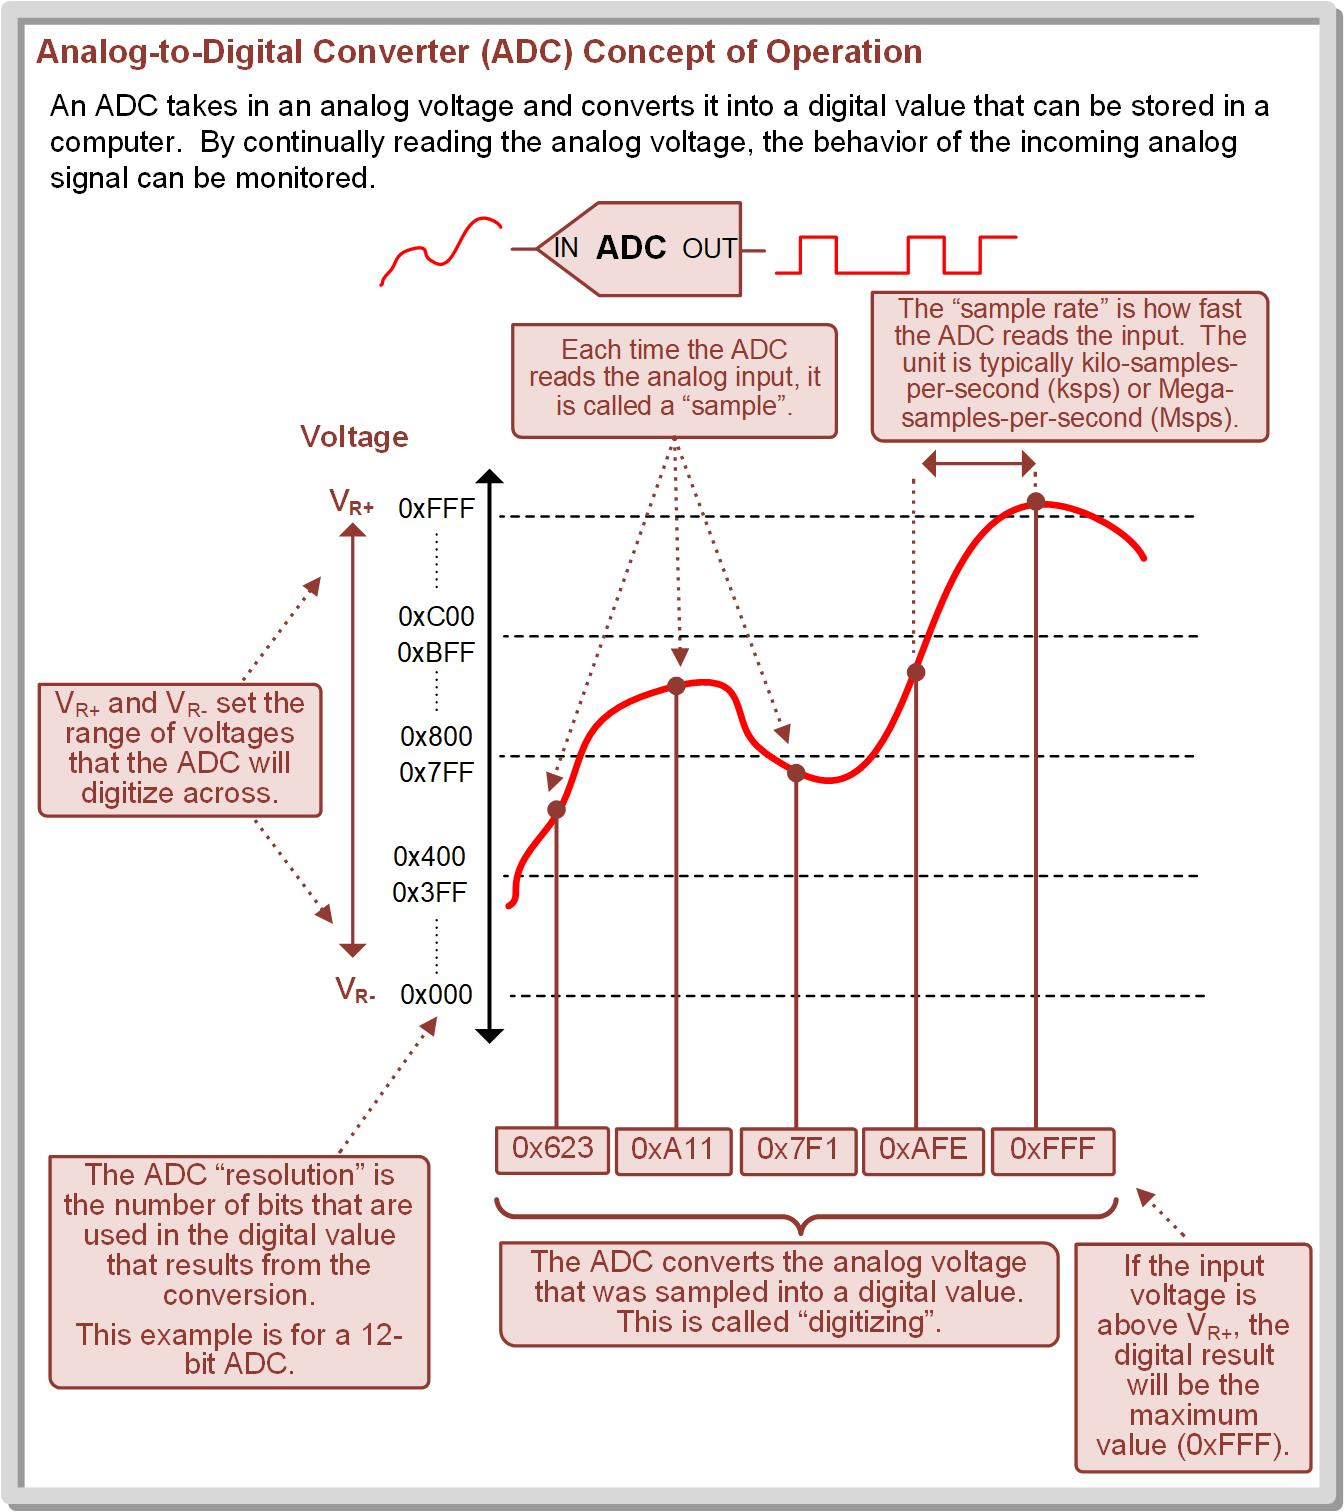 Analog-to-Digital Converter (ADC) Concept of Operation
An ADC takes in an analog voltage and converts it into a digital value that can be stored in a
computer.  By continually reading the analog voltage, the behavior of the incoming analog
signal can be monitored.
IN ADC OUT
Each time the ADC
reads the analog input, it
is called a “sample”.
The “sample rate” is how fast
the ADC reads the input.  The
unit is typically kilo-samples-
per-second (ksps) or Mega-
samples-per-second (Msps).
Voltage
VR+ 0xFFF
0xC00
0xBFF
0x800
0x7FF
0x400
0x3FF
VR- 0x000
VR+ and VR- set the
range of voltages
that the ADC will
digitize across.
0x623 0xA11 0x7F1 0xAFE 0xFFF
The ADC “resolution” is
the number of bits that are
used in the digital value
that results from the
conversion.
This example is for a 12-
bit ADC.
The ADC converts the analog voltage
that was sampled into a digital value.
This is called “digitizing”.
If the input
voltage is
above VR+, the
digital result
will be the
maximum
value (0xFFF).